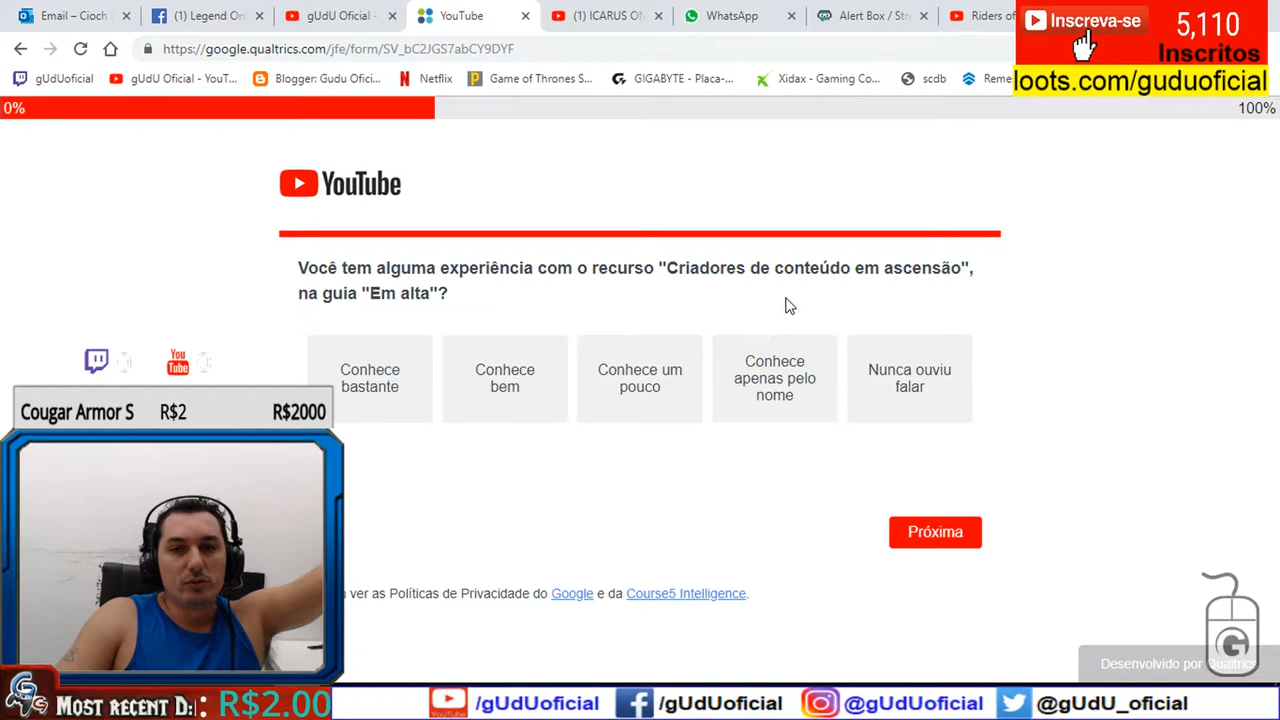 Email – Cioch
(1) Legend On
gUdU Oficial -
YouTube
(1) ICARUS ON
WhatsApp
Alert Box / Str
Riders of
Inscreva-se
5,110
Inscritos
loots.com/guduoficial
https://google.qualtrics.com/jfe/form/SV_bC2JGS7abCY9DYF
gUdUoficial
gUdU Oficial - YouT...
Blogger: Gudu Ofici...
Netflix
Game of Thrones S...
GIGABYTE - Placa-...
Xidax - Gaming Co...
scdb
Reme
0%
100%
YouTube
Você tem alguma experiência com o recurso "Criadores de conteúdo em ascensão",
na guia "Em alta"?
Conhece
bastante
Conhece
bem
Conhece um
pouco
Conhece
apenas pelo
nome
Nunca ouviu
falar
You
Tube
Cougar Armor S R$2 R$2000
Próxima
ver as Políticas de Privacidade do Google e da Course5 Intelligence.
Desenvolvido por Qualtrics
Most recent D: R$2.00
/gUdUoficial
/gUdUoficial
@gUdUoficial
@gUdU_oficial